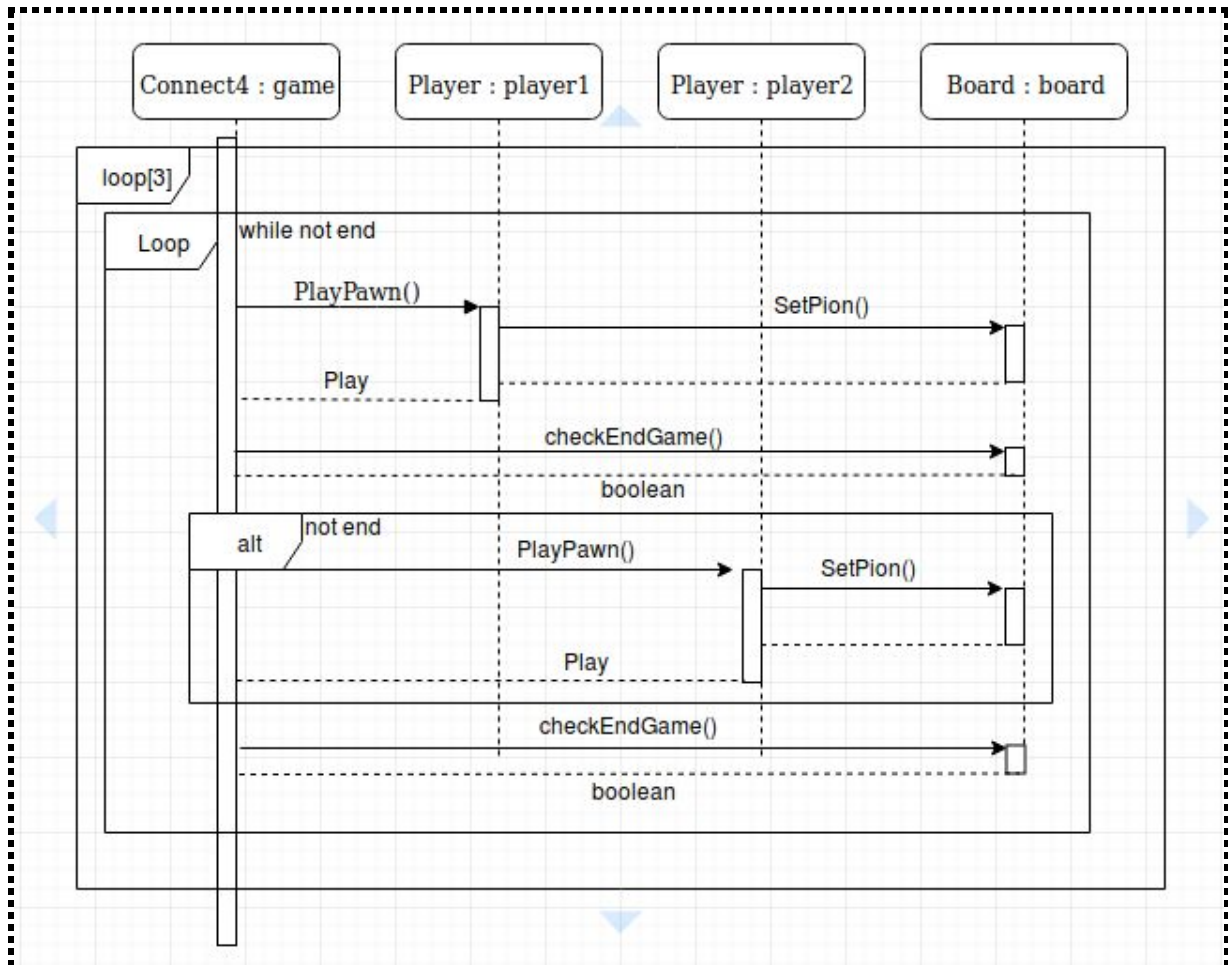 Connect4 : game
Player : player1
Player : player2
Board : board
loop[3]
Loop
while not end
PlayPawn()
SetPion()
Play
checkEndGame()
boolean
alt
not end
PlayPawn()
SetPion()
Play
checkEndGame()
boolean